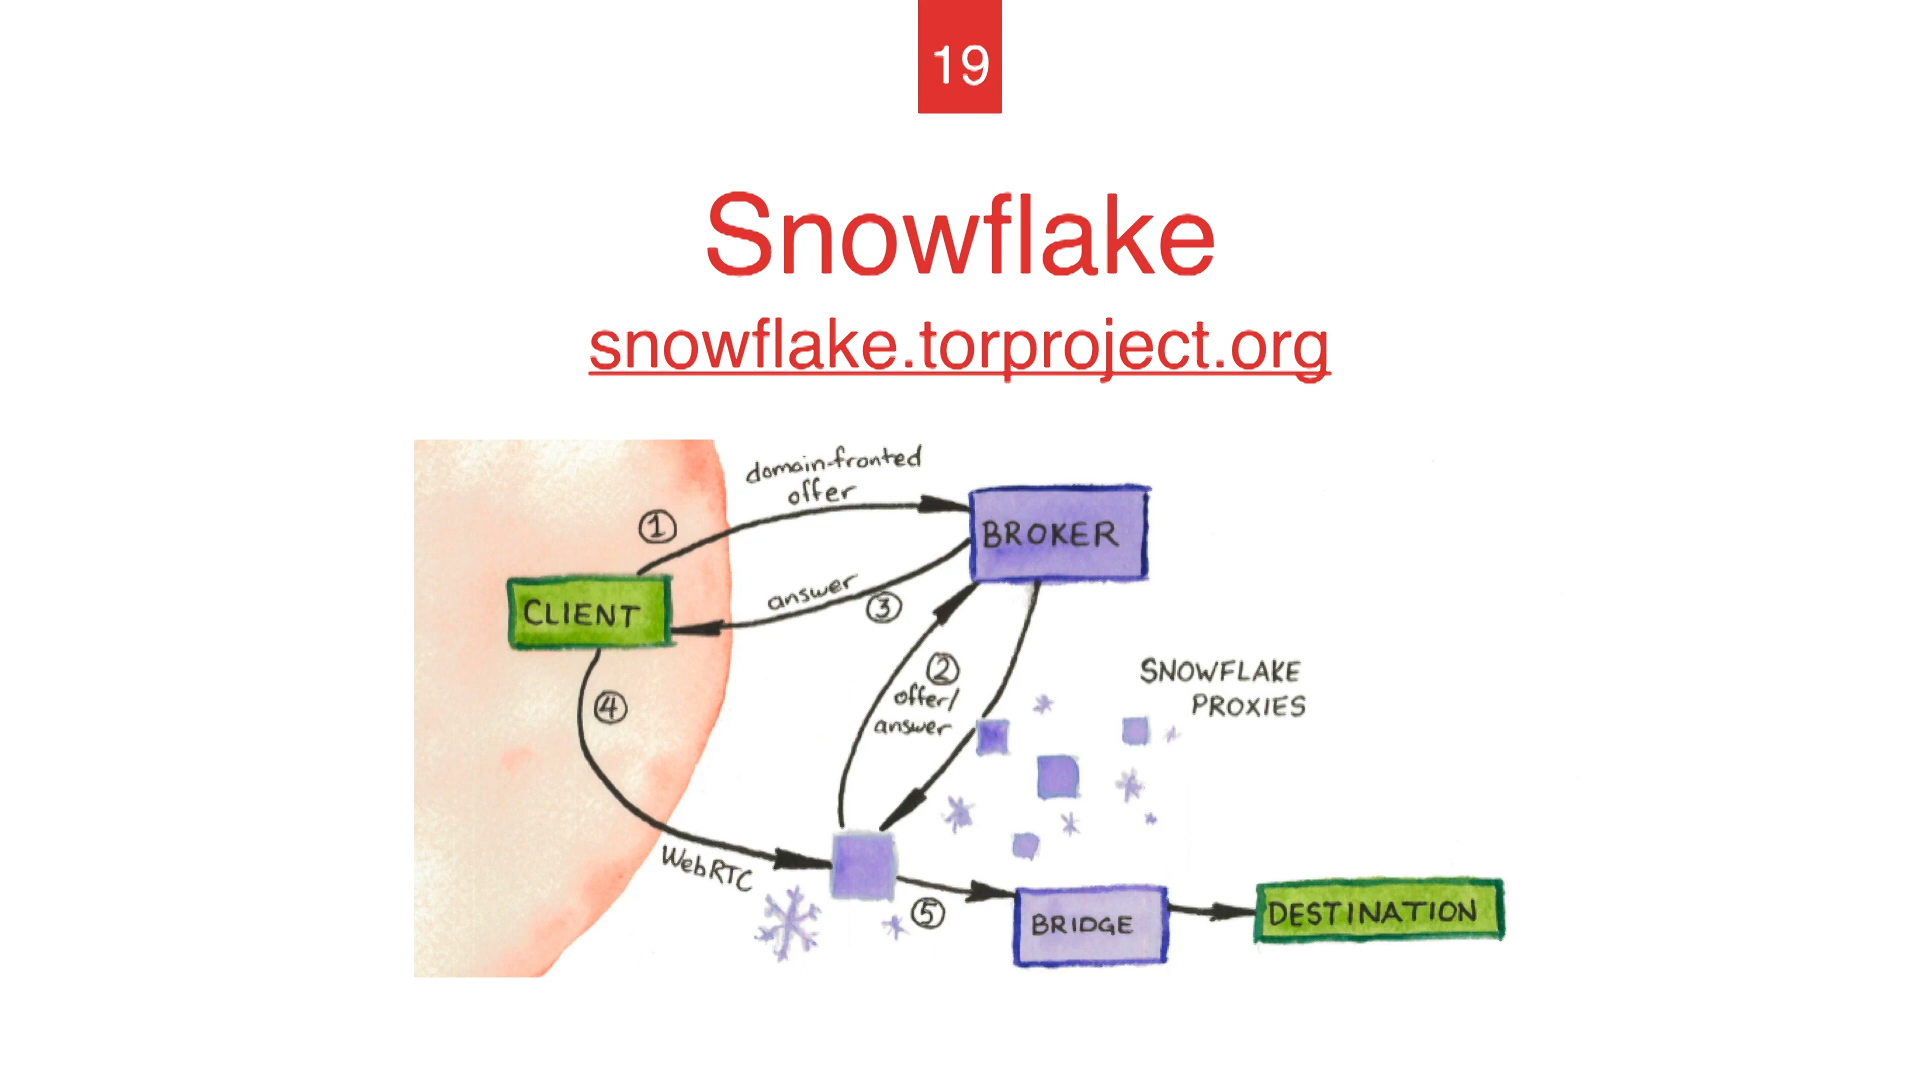 19
Snowflake
snowflake.torproject.org
domain-fronted
offer
1
BROKER
answer
3
CLIENT
2
offer/
answer
SNOWFLAKE
PROXIES
4
WebRTC
5
BRIDGE
DESTINATION